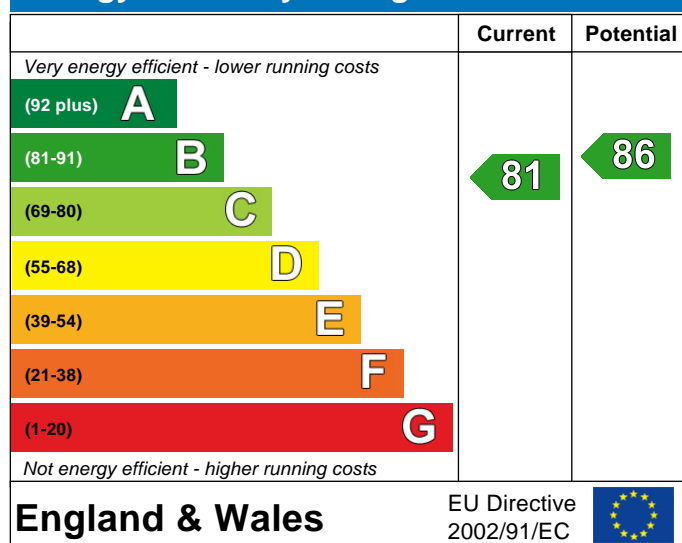 Current Potential
Very energy efficient - lower running costs
(92 plus) A
(81-91) B
81
86
(69-80) C
(55-68) D
(39-54) E
(21-38) F
(1-20) G
Not energy efficient - higher running costs
England & Wales
EU Directive
2002/91/EC